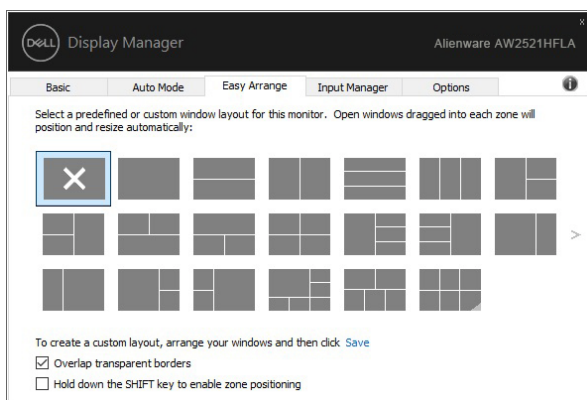 DELL Display Manager
Alienware AW2521HFLA
Basic
Auto Mode
Easy Arrange
Input Manager
Options
Select a predefined or custom window layout for this monitor. Open windows dragged into each zone will
position and resize automatically:
To create a custom layout, arrange your windows and then click Save
Overlap transparent borders
Hold down the SHIFT key to enable zone positioning